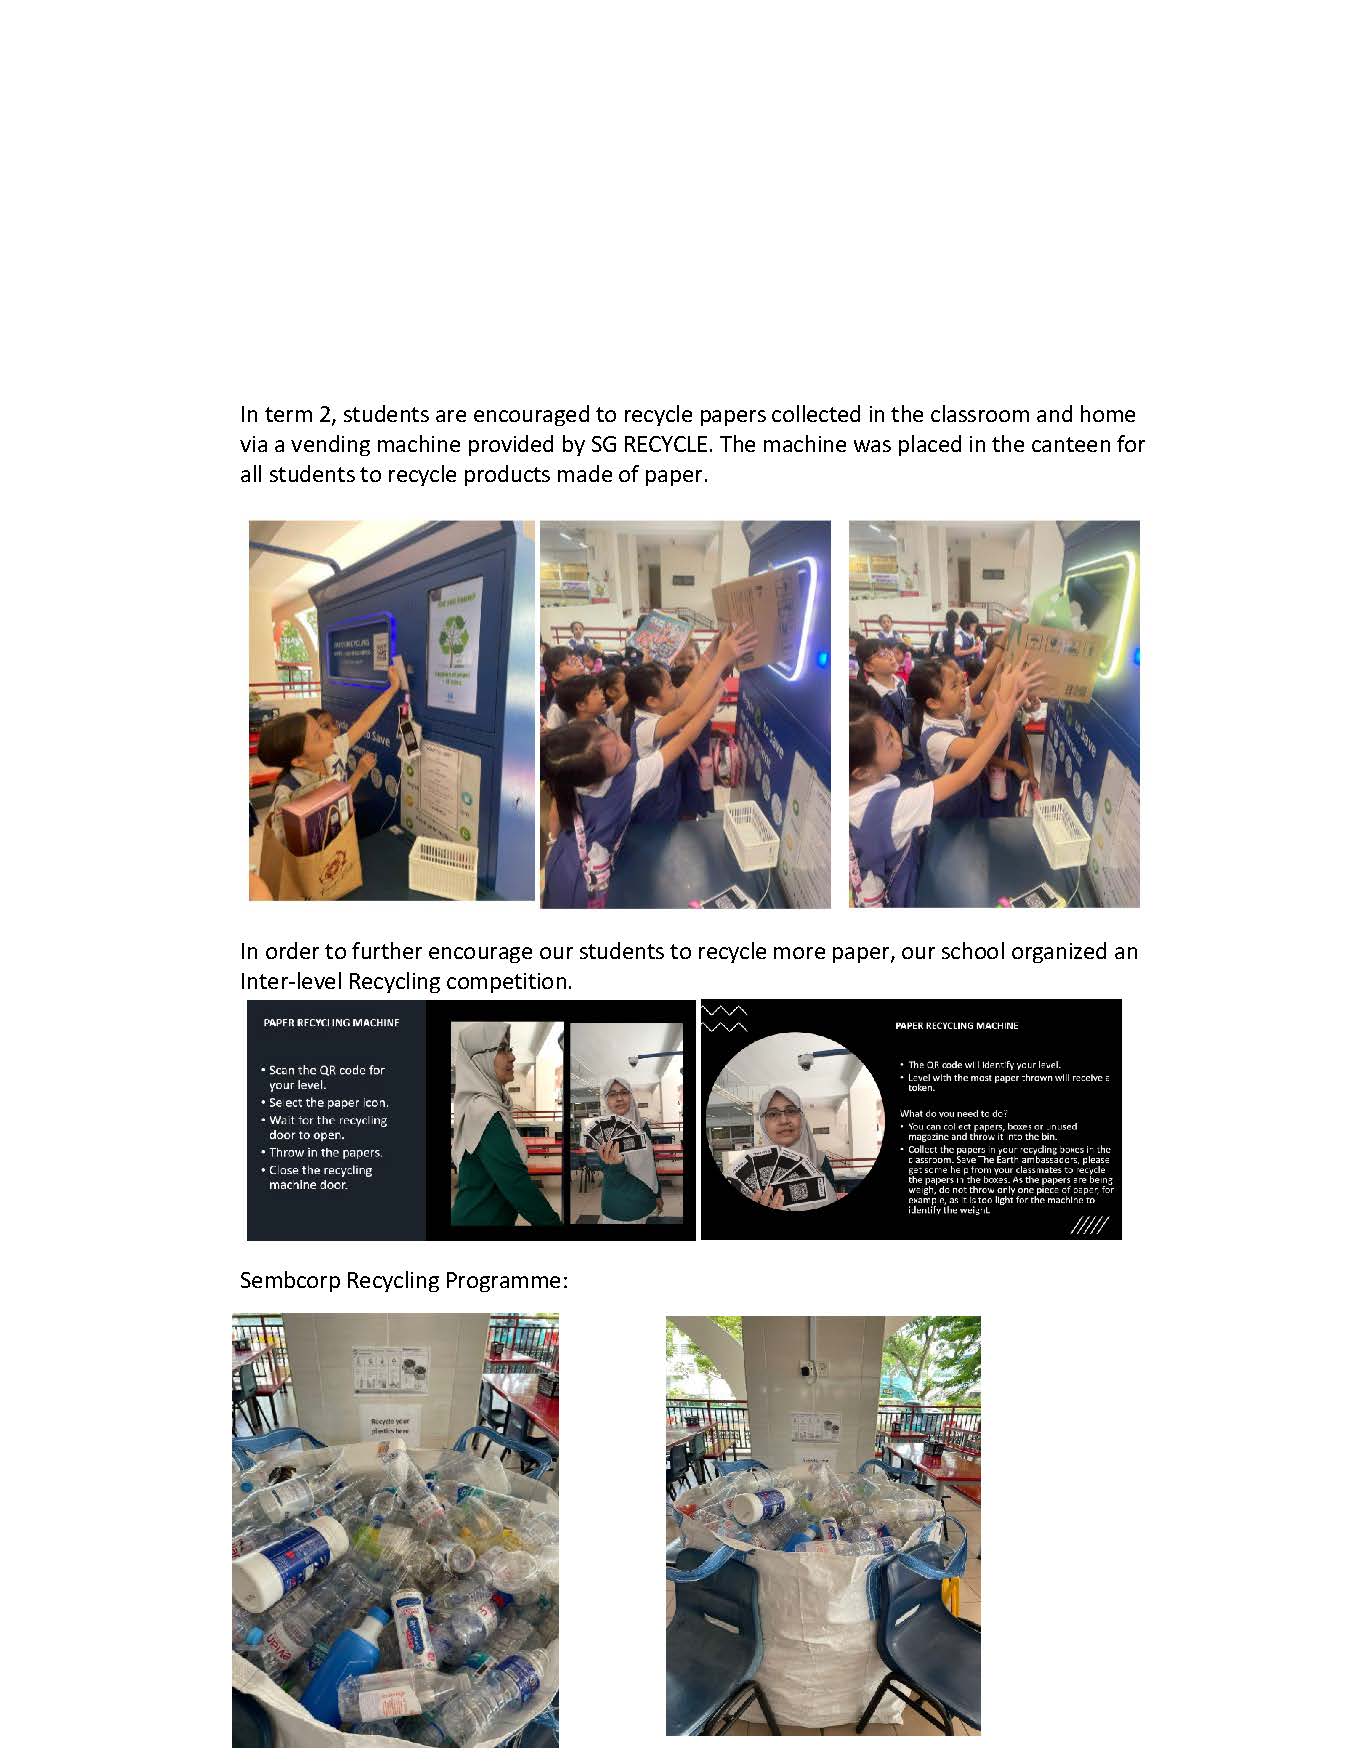 In term 2, students are encouraged to recycle papers collected in the classroom and home
via a vending machine provided by SG RECYCLE. The machine was placed in the canteen for
all students to recycle products made of paper.
to Save
to Save
to Save
In order to further encourage our students to recycle more paper, our school organized an
Inter-level Recycling competition.
PAPER RECYCLING MACHINE
• Scan the QR code for
your level.
• Select the paper icon.
• Wait for the recycling
door to open.
• Throw in the papers.
• Close the recycling
machine door.
PAPER RECYCLING MACHINE
• The QR code will identify your level.
• Level with the most paper thrown will receive a
token.
What do you need to do?
• You can collect papers, boxes or unused
magazine and throw it into the bin.
• Collect the papers in your recycling boxes in the
classroom. Save The Earth ambassadors, please
get some help from your classmates to recycle
the papers in the boxes. As the papers are being
weigh, do not throw only one piece of paper, for
example, as it is too light for the machine to
identify the weight.
Sembcorp Recycling Programme:
Recycle your
plastics here